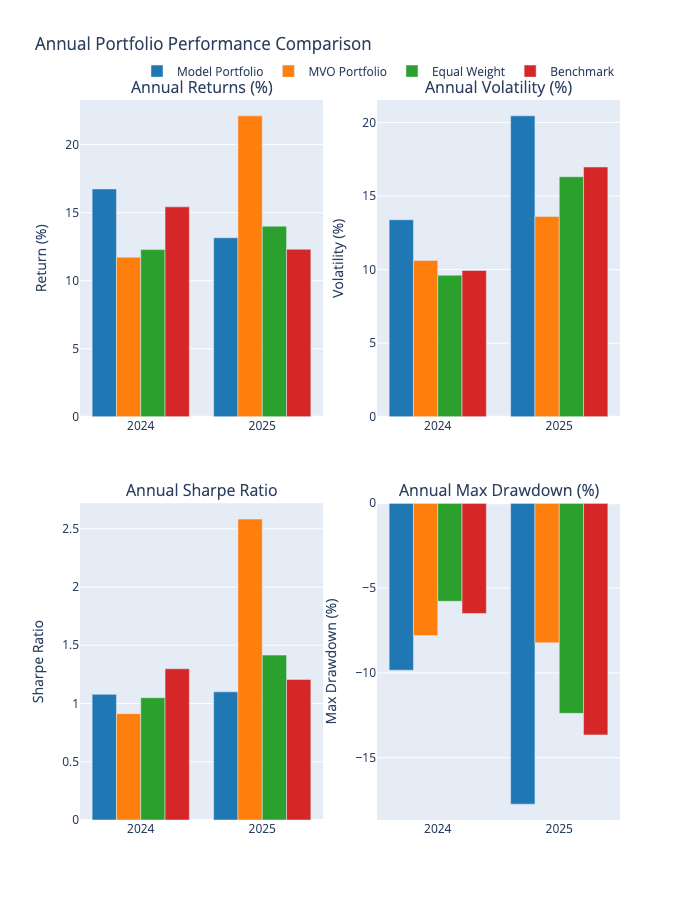 Annual Portfolio Performance Comparison
Model Portfolio MVO Portfolio Equal Weight Benchmark
Annual Returns (%)
Return (%)
20
15
10
5
0
2024 2025
Annual Volatility (%)
Volatility (%)
20
15
10
5
0
2024 2025
Annual Sharpe Ratio
Sharpe Ratio
2.5
2
1.5
1
0.5
0
2024 2025
Annual Max Drawdown (%)
Max Drawdown (%)
0
−5
−10
−15
2024 2025